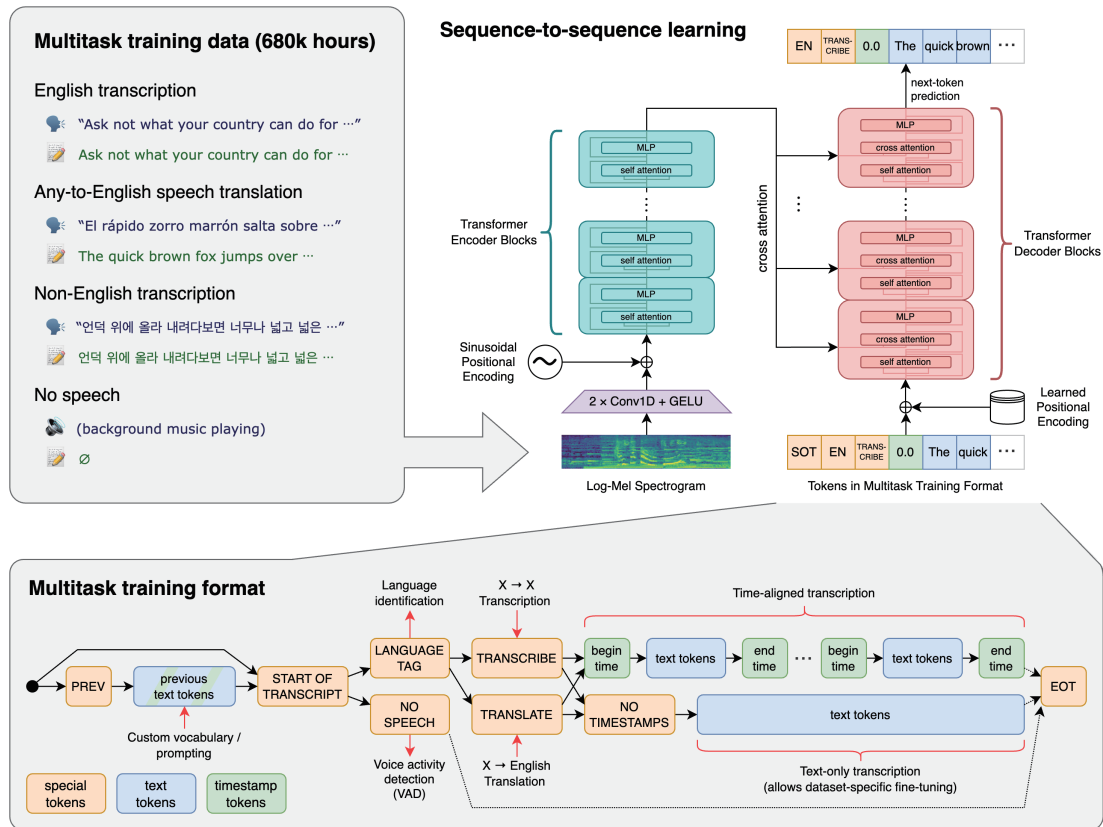 Multitask training data (680k hours)
English transcription
“Ask not what your country can do for ⋯”
Ask not what your country can do for ⋯
Any-to-English speech translation
“El rápido zorro marrón salta sobre ⋯”
The quick brown fox jumps over ⋯
Non-English transcription
“언덕 위에 올라 내려다보면 너무나 넓고 넓은 ⋯”
언덕 위에 올라 내려다보면 너무나 넓고 넓은 ⋯
No speech
(background music playing)
∅
Sequence-to-sequence learning
EN TRANS-CRIBE 0.0 The quick brown ⋯
next-token
prediction
MLP
self attention
⋮
MLP
self attention
MLP
self attention
Transformer
Encoder Blocks
Sinusoidal
Positional
Encoding
2 × Conv1D + GELU
Log-Mel Spectrogram
cross attention
⋮
MLP
cross attention
self attention
⋮
MLP
cross attention
self attention
MLP
cross attention
self attention
Transformer
Decoder Blocks
Learned
Positional
Encoding
SOT EN TRANS-CRIBE 0.0 The quick ⋯
Tokens in Multitask Training Format
Multitask training format
PREV
previous
text tokens
Custom vocabulary /
prompting
START OF
TRANSCRIPT
Language
identification
LANGUAGE
TAG
NO
SPEECH
Voice activity
detection
(VAD)
X → X
Transcription
TRANSCRIBE
TRANSLATE
X → English
Translation
NO
TIMESTAMPS
Time-aligned transcription
begin
time
text tokens
end
time
⋯
begin
time
text tokens
end
time
text tokens
Text-only transcription
(allows dataset-specific fine-tuning)
EOT
special
tokens
text
tokens
timestamp
tokens